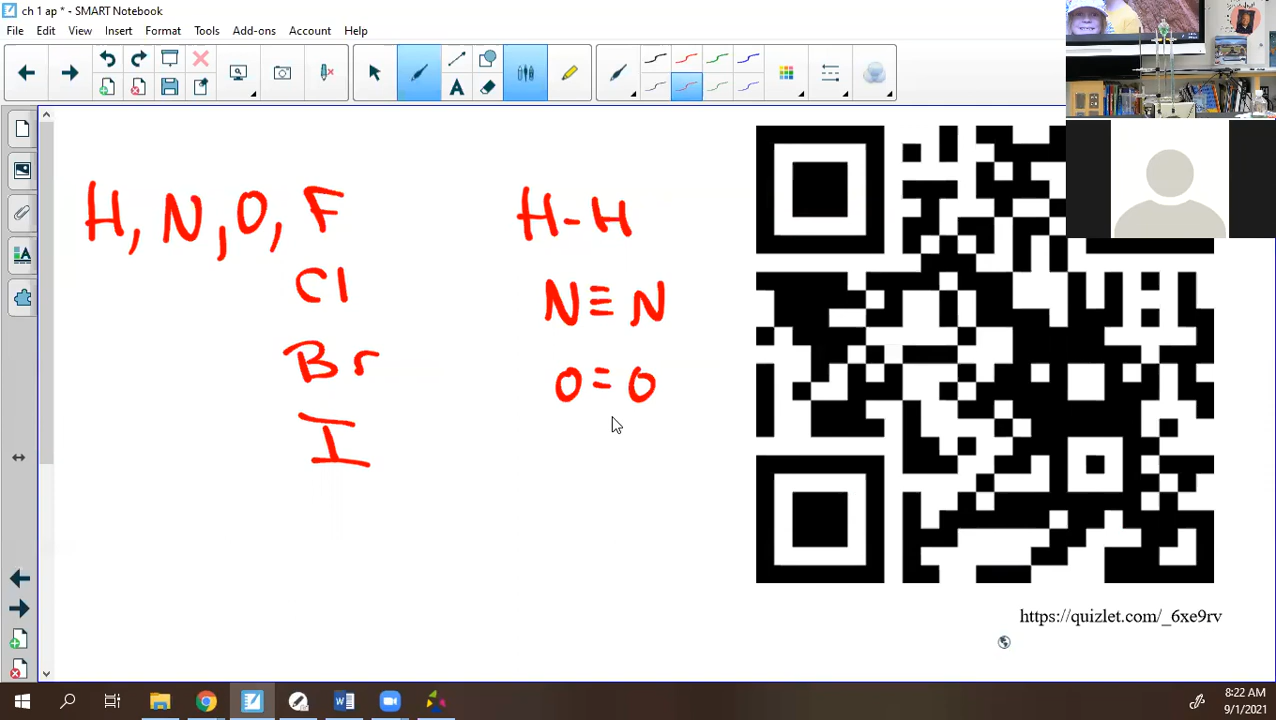 ch 1 ap * - SMART Notebook
File Edit View Insert Format Tools Add-ons Account Help
H, N, O, F
Cl
Br
I
H-H
N≡N
O=O
https://quizlet.com/_6xe9rv
8:22 AM
9/1/2021